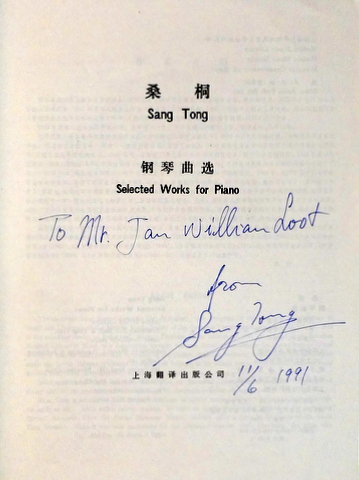 桑 桐
Sang Tong
钢琴曲选
Selected Works for Piano
To Mr. Jan Willian Loot
from
Sang Tong
11/6 1991
上海翻译出版公司